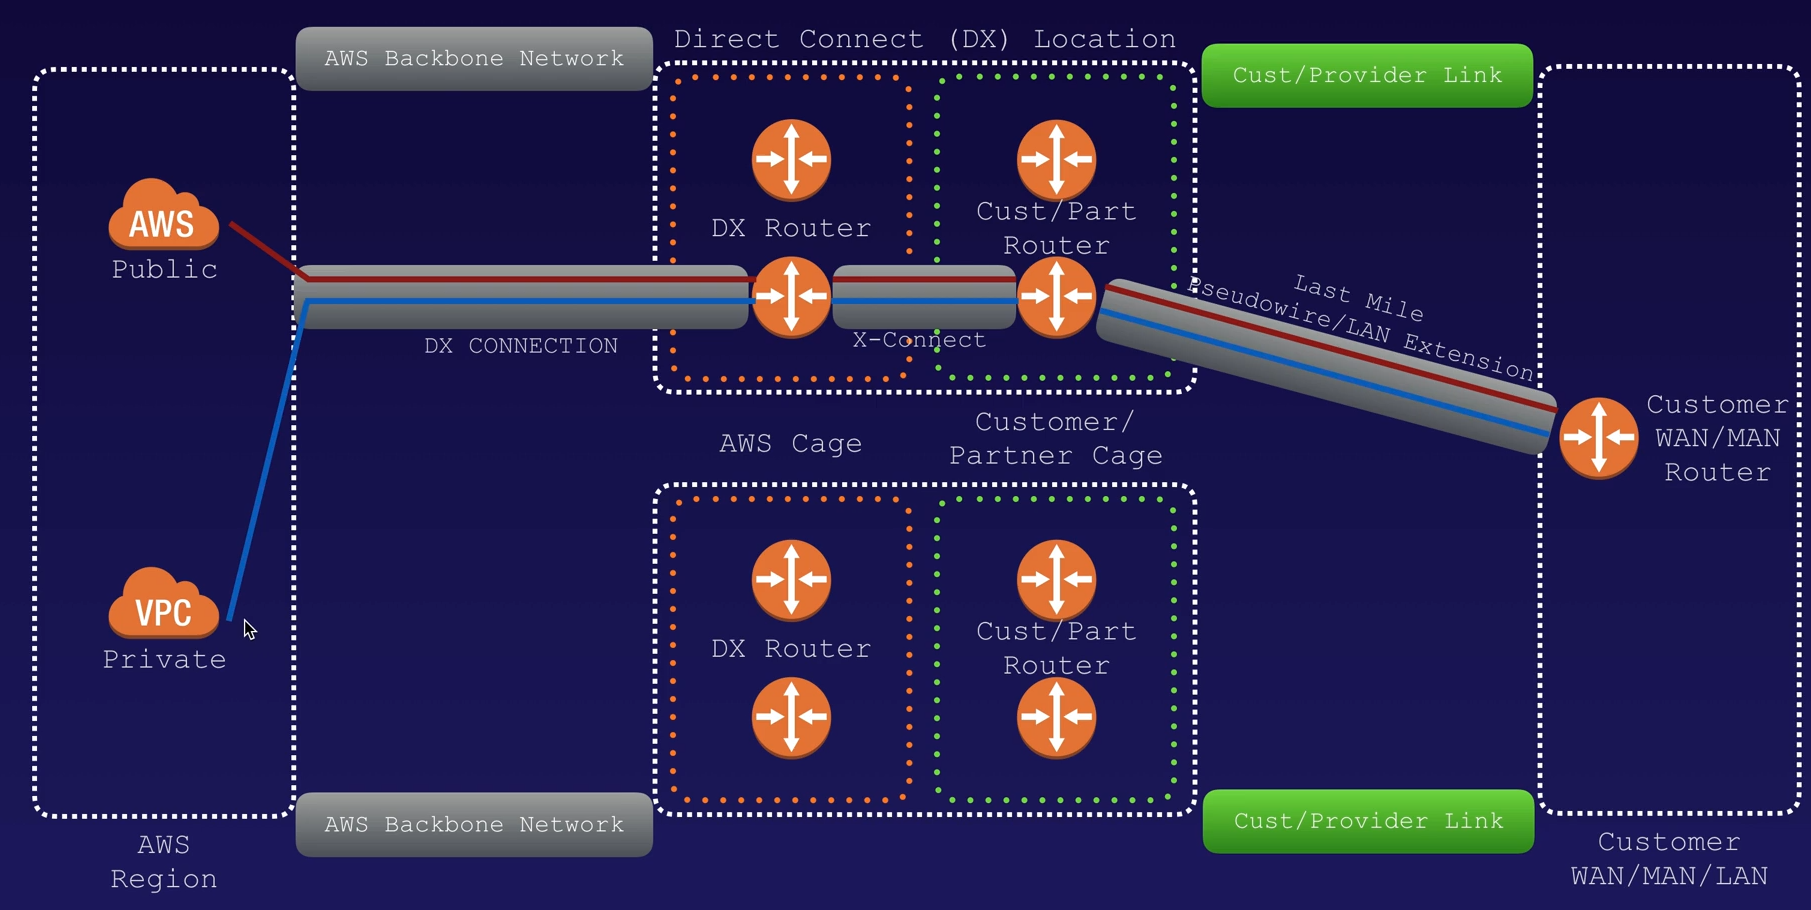 Direct Connect (DX) Location
AWS Backbone Network
Cust/Provider Link
AWS
Public
DX Router
Cust/Part
Router
DX CONNECTION
X-Connect
Last Mile
Pseudowire/LAN Extension
Customer
WAN/MAN
Router
AWS Cage
Customer/
Partner Cage
VPC
Private
DX Router
Cust/Part
Router
AWS Backbone Network
Cust/Provider Link
AWS
Region
Customer
WAN/MAN/LAN